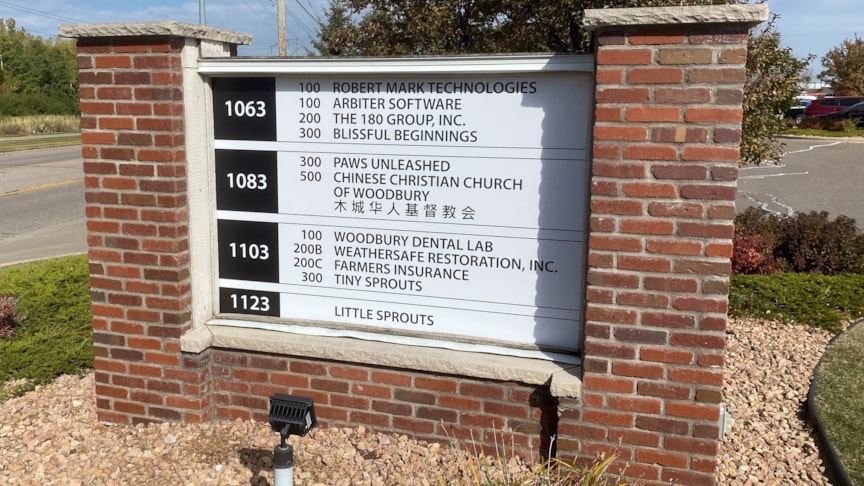 1063
100 ROBERT MARK TECHNOLOGIES
100 ARBITER SOFTWARE
200 THE 180 GROUP, INC.
300 BLISSFUL BEGINNINGS
1083
300 PAWS UNLEASHED
500 CHINESE CHRISTIAN CHURCH
OF WOODBURY
木城华人基督教会
1103
100 WOODBURY DENTAL LAB
200B WEATHERSAFE RESTORATION, INC.
200C FARMERS INSURANCE
300 TINY SPROUTS
1123
LITTLE SPROUTS